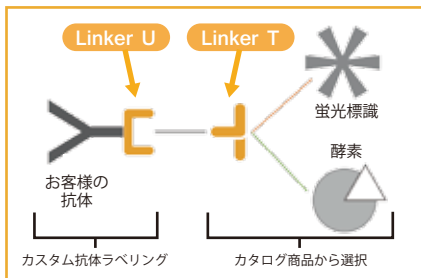 Linker U
Linker T
蛍光標識
酵素
お客様の
抗体
カスタム抗体ラベリング
カタログ商品から選択